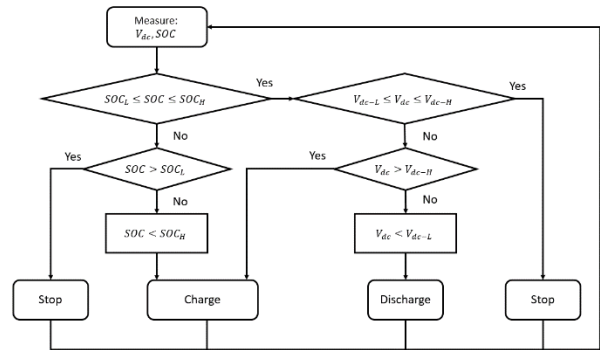 Measure:
V_dc, SOC
Yes
Yes
SOC_L ≤ SOC ≤ SOC_H
V_dc-L ≤ V_dc ≤ V_dc-H
No
No
Yes
Yes
SOC > SOC_L
V_dc > V_dc-H
No
No
SOC < SOC_H
V_dc < V_dc-L
Stop
Charge
Discharge
Stop